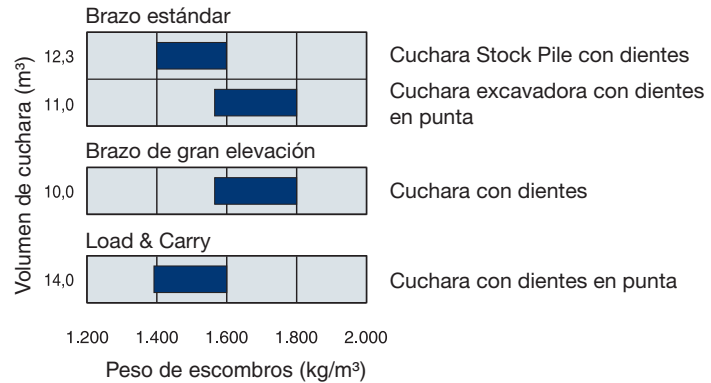 Brazo estándar
12,3
Cuchara Stock Pile con dientes
11,0
Cuchara excavadora con dientes
en punta
Brazo de gran elevación
10,0
Cuchara con dientes
Load & Carry
14,0
Cuchara con dientes en punta
Volumen de cuchara (m³)
1.200 1.400 1.600 1.800 2.000
Peso de escombros (kg/m³)